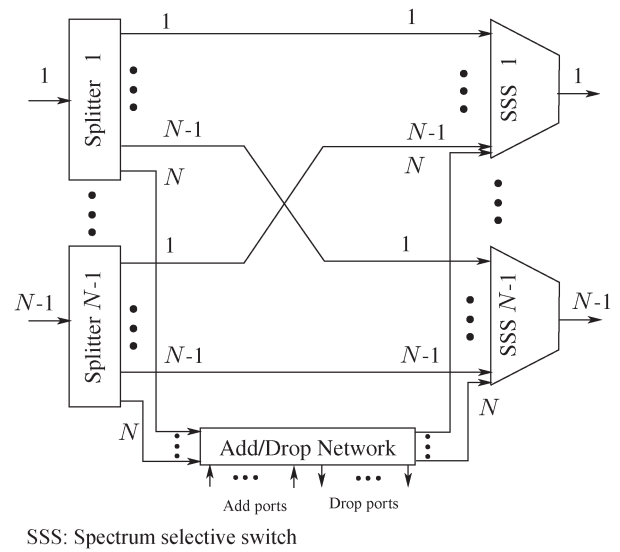 1
1
1
Splitter 1
SSS 1
1
N-1
N-1
N
N
1
1
N-1
Splitter N-1
SSS N-1
N-1
N-1
N-1
N
N
Add/Drop Network
Add ports
Drop ports
SSS: Spectrum selective switch